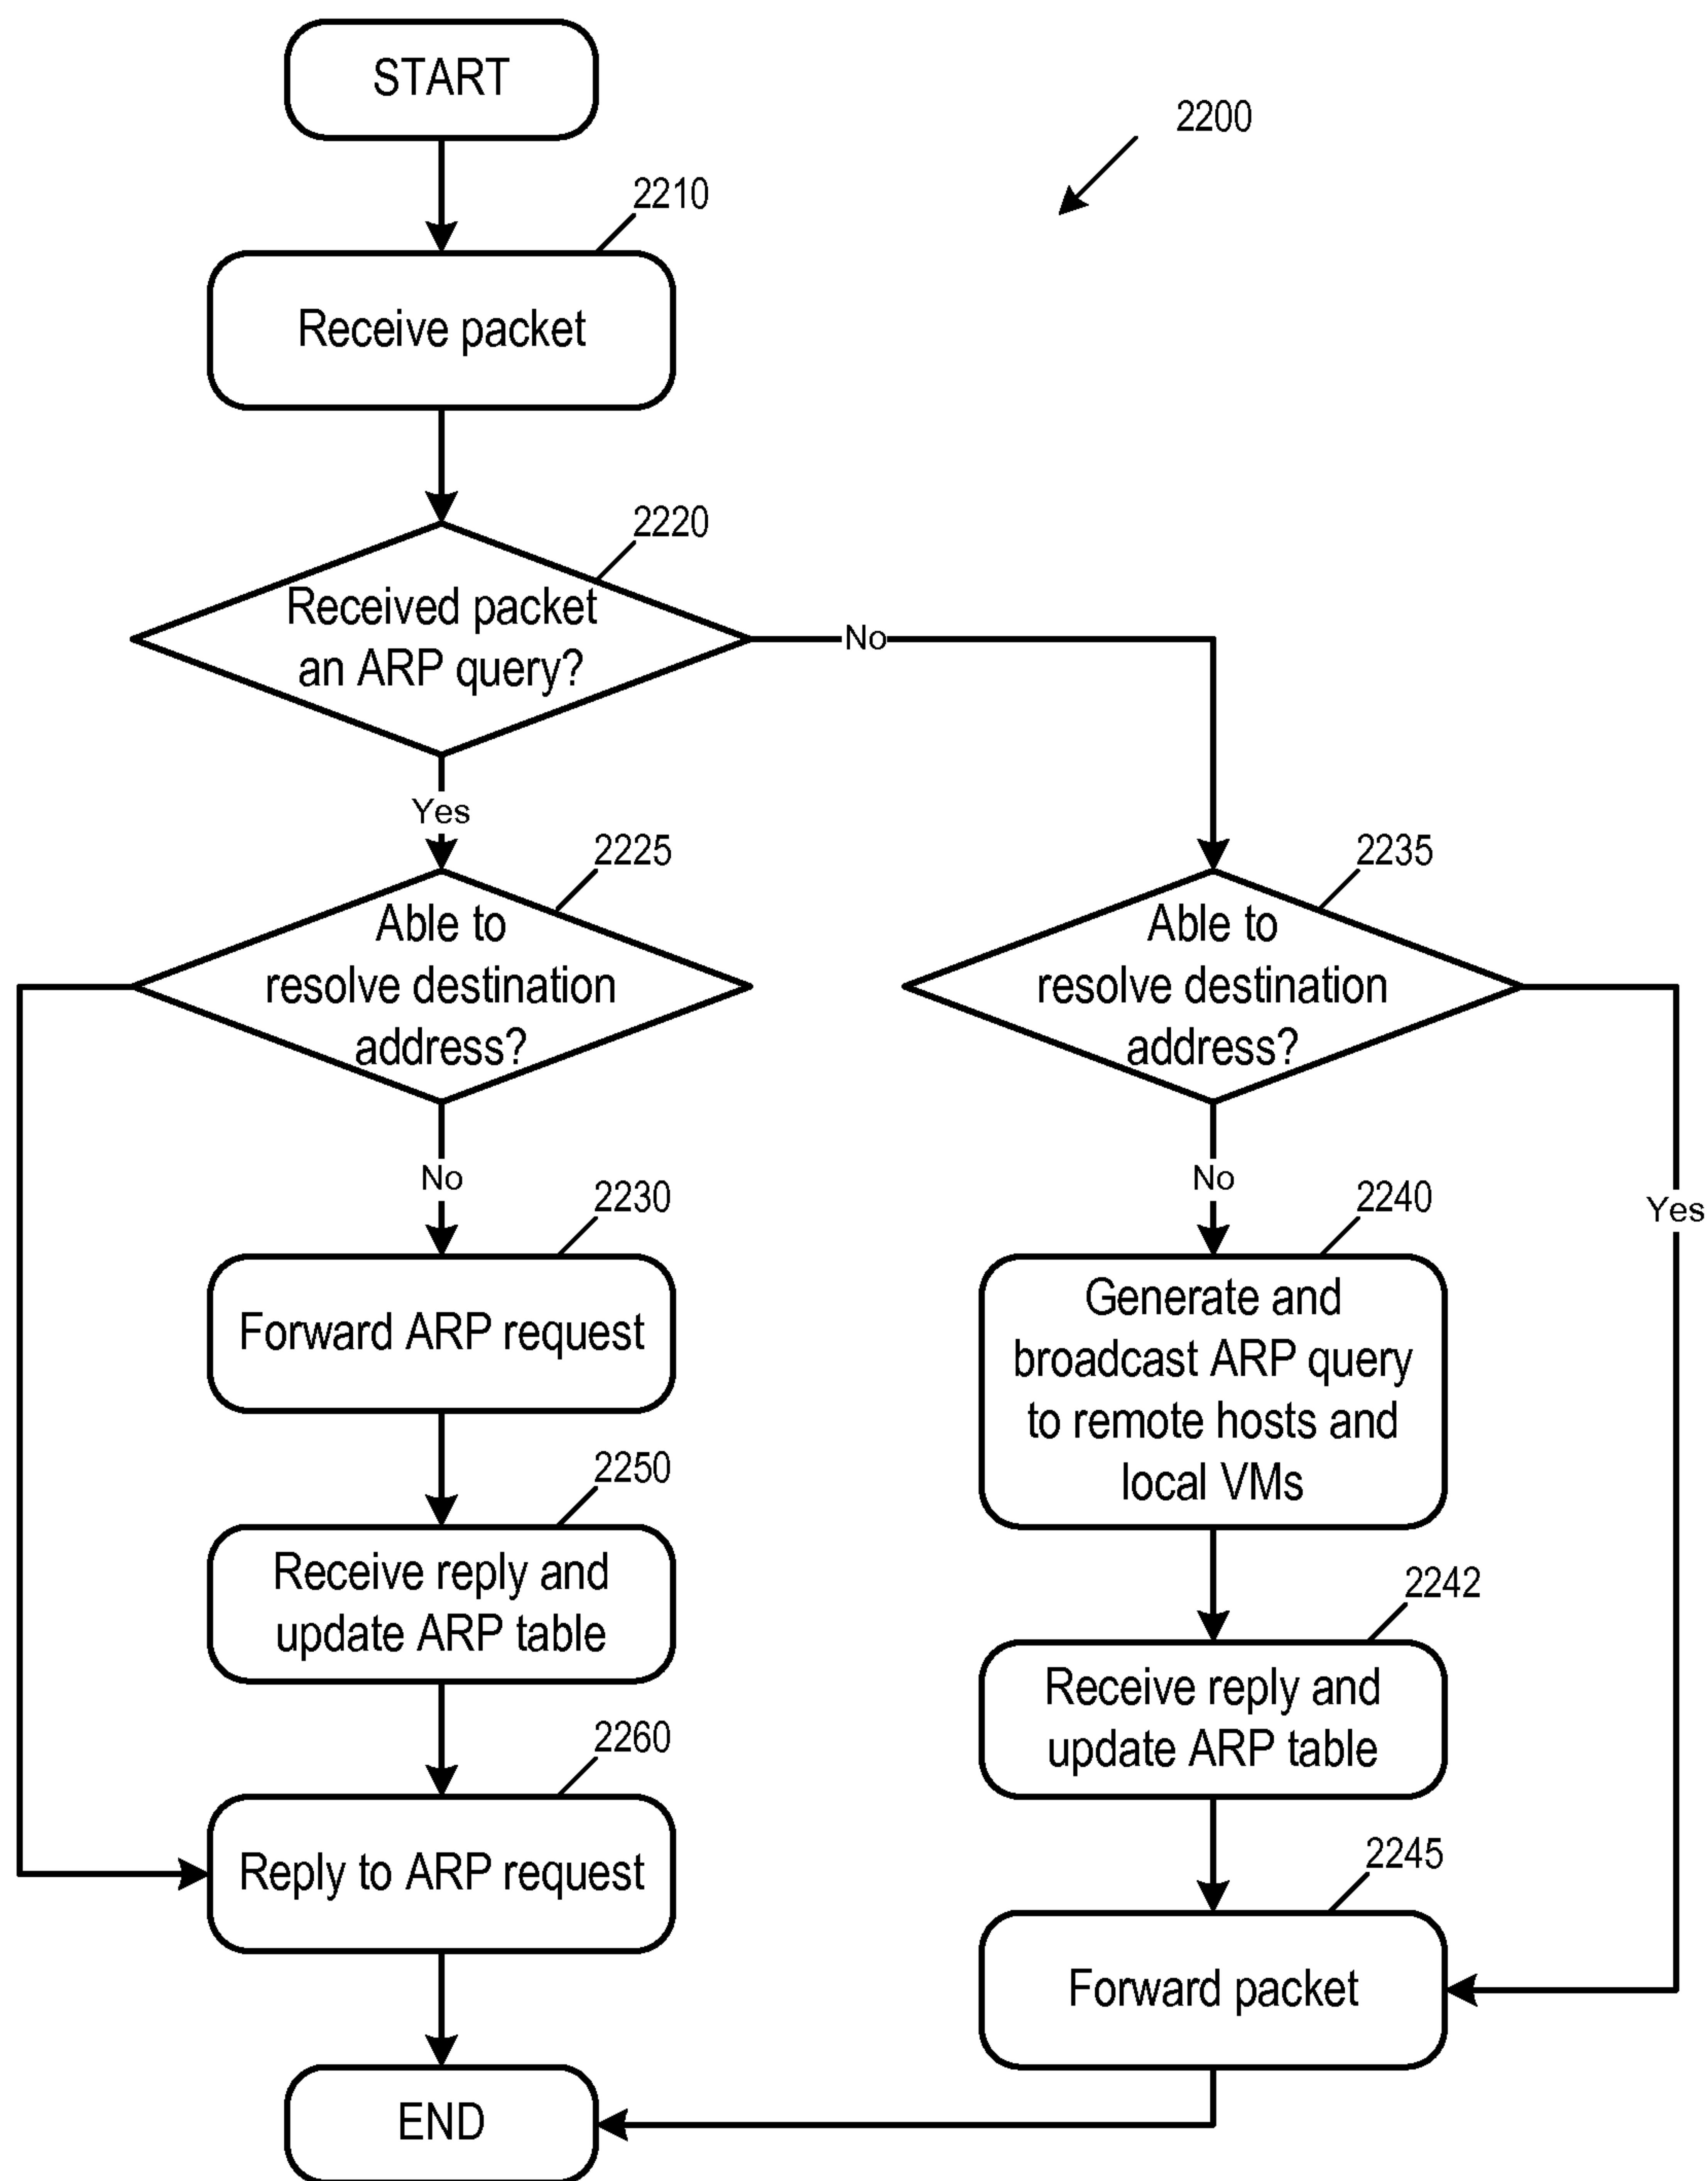 START
2200
2210
Receive packet
2220
Received packet
an ARP query?
No
Yes
2225
Able to
resolve destination
address?
2235
Able to
resolve destination
address?
No
2230
Forward ARP request
No
2240
Generate and
broadcast ARP query
to remote hosts and
local VMs
Yes
2250
Receive reply and
update ARP table
2242
Receive reply and
update ARP table
2260
Reply to ARP request
2245
Forward packet
END